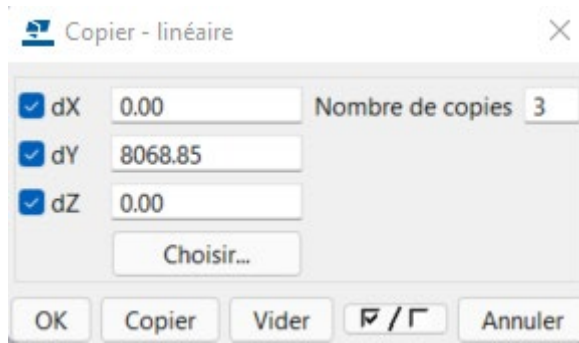 Copier - linéaire
dX 0.00 Nombre de copies 3
dY 8068.85
dZ 0.00
Choisir...
OK Copier Vider Annuler